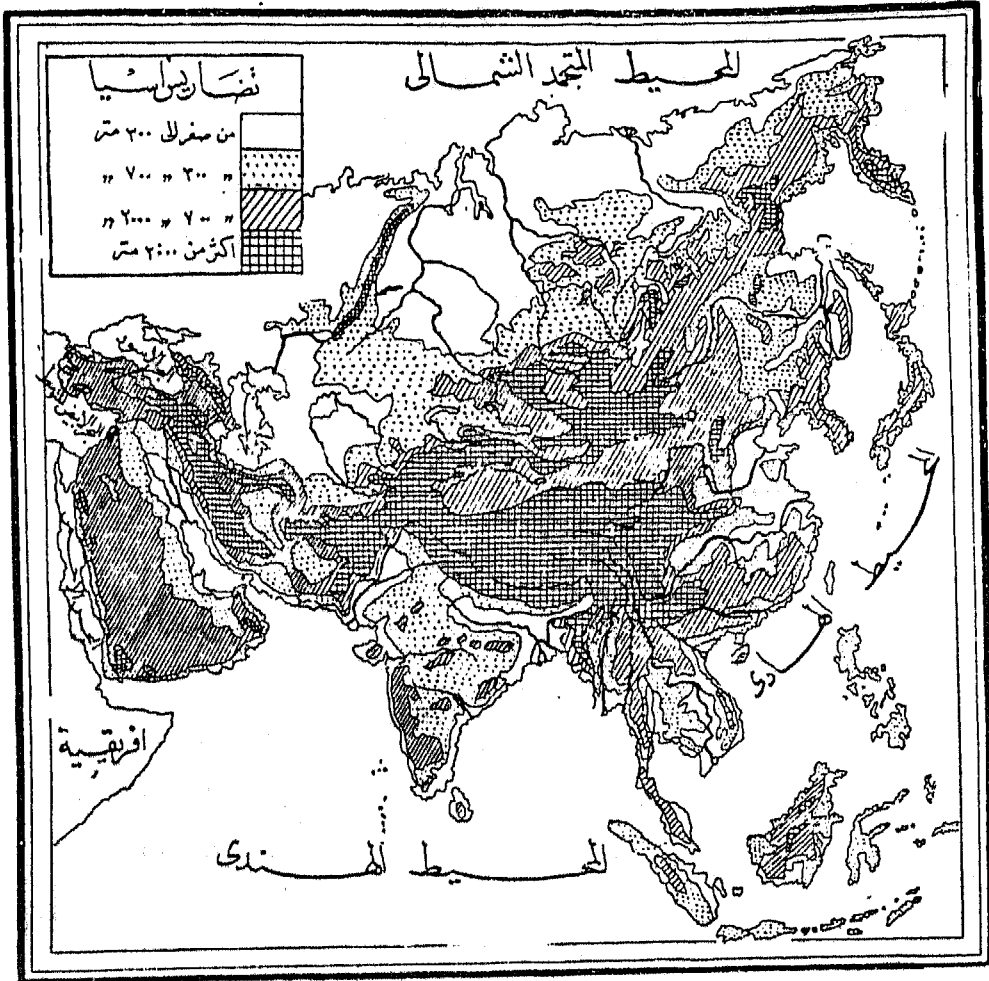 تضاريس آسيا
من صفر الى ٢٠٠ متر
" ٢٠٠ " ٧٠٠ "
" ٧٠٠ " ٢٠٠٠ "
اكثر من ٢٠٠٠ متر
المحيط المتجمد الشمالى
افريقية
المحيط الهندى